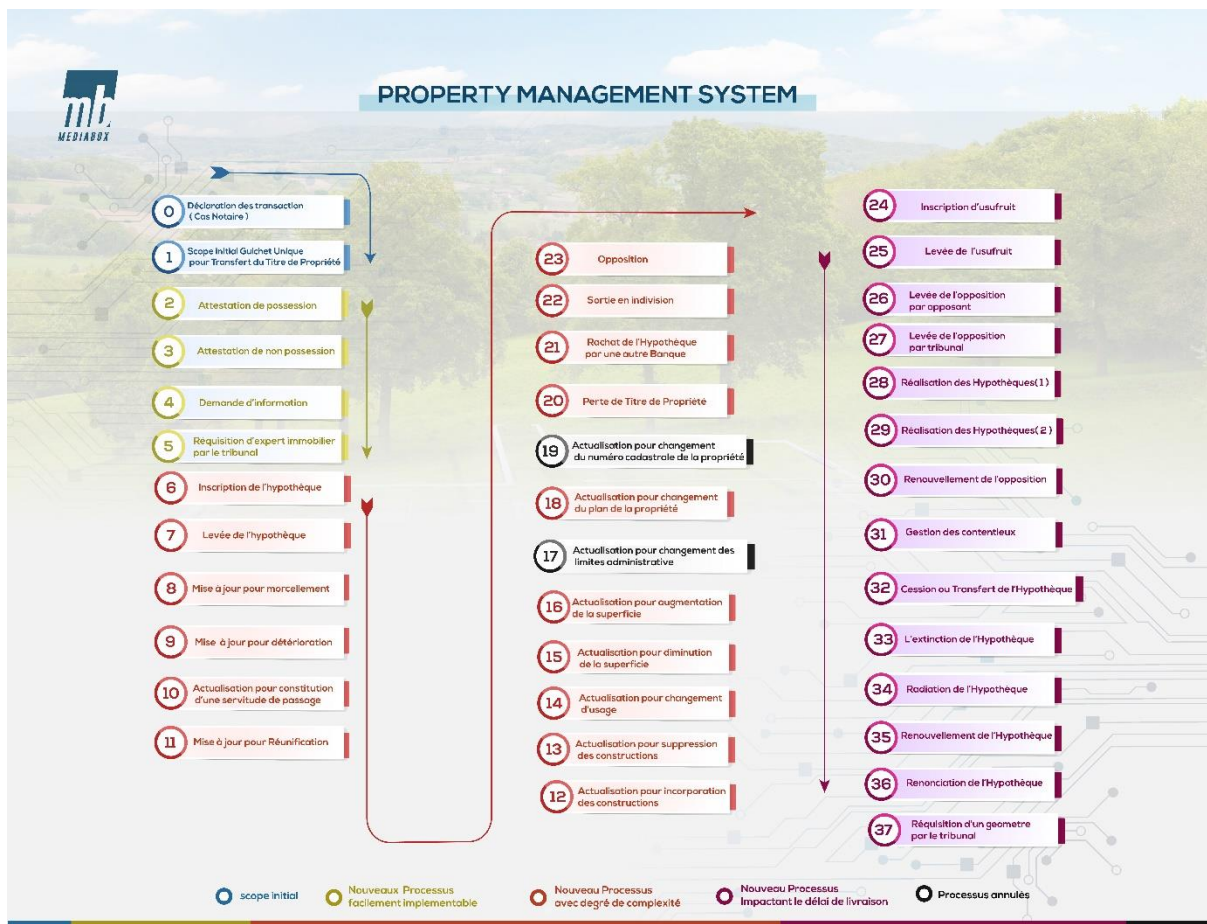 mb
MEDIABOX
PROPERTY MANAGEMENT SYSTEM
0
Déclaration des transaction
( Cas Notaire )
1
Scope Initial Guichet Unique
pour Transfert du Titre de Propriété
2
Attestation de possession
3
Attestation de non possession
4
Demande d'information
5
Réquisition d'expert immobilier
par le tribunal
6
Inscription de l'hypothèque
7
Levée de l'hypothèque
8
Mise à jour pour morcellement
9
Mise à jour pour détérioration
10
Actualisation pour constitution
d'une servitude de passage
11
Mise à jour pour Réunification
23
Opposition
22
Sortie en indivision
21
Rachat de l'Hypothèque
par une autre Banque
20
Perte de Titre de Propriété
19
Actualisation pour changement
du numéro cadastrale de la propriété
18
Actualisation pour changement
du plan de la propriété
17
Actualisation pour changement des
limites administrative
16
Actualisation pour augmentation
de la superficie
15
Actualisation pour diminution
de la superficie
14
Actualisation pour changement
d'usage
13
Actualisation pour suppression
des constructions
12
Actualisation pour incorporation
des constructions
24
Inscription d'usufruit
25
Levée de l'usufruit
26
Levée de l'opposition
par opposant
27
Levée de l'opposition
par tribunal
28
Réalisation des Hypothèques( 1 )
29
Réalisation des Hypothèques( 2 )
30
Renouvellement de l'opposition
31
Gestion des contentieux
32
Cession ou Transfert de l'Hypothèque
33
L'extinction de l'Hypothèque
34
Radiation de l'Hypothèque
35
Renouvellement de l'Hypothèque
36
Renonciation de l'Hypothèque
37
Réquisition d'un geometre
par le tribunal
scope initial
Nouveaux Processus
facilement implementable
Nouveau Processus
avec degré de complexité
Nouveau Processus
Impactant le délai de livraison
Processus annulés